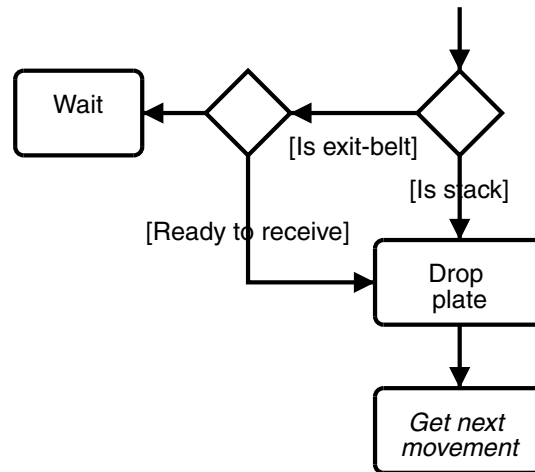 Wait
[Is exit-belt]
[Is stack]
[Ready to receive]
Drop
plate
Get next
movement